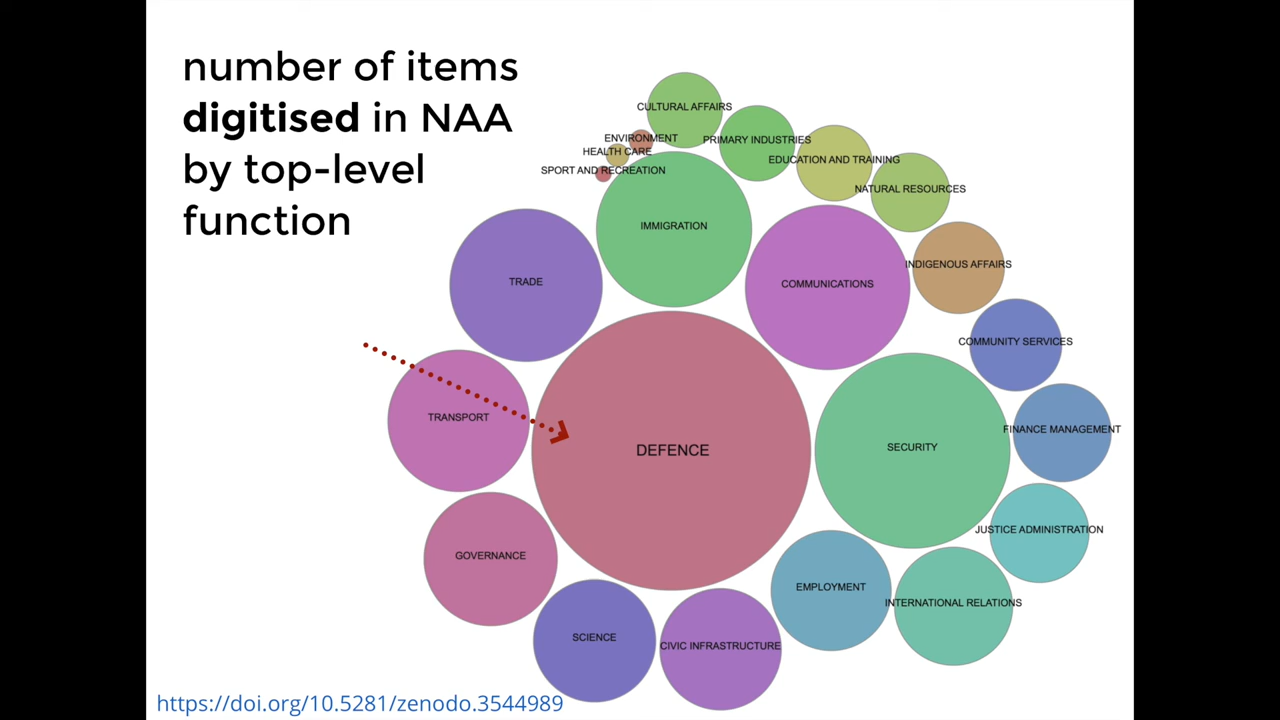 number of items
digitised in NAA
by top-level
function
CULTURAL AFFAIRS
ENVIRONMENT
PRIMARY INDUSTRIES
HEALTH CARE
EDUCATION AND TRAINING
SPORT AND RECREATION
NATURAL RESOURCES
IMMIGRATION
INDIGENOUS AFFAIRS
TRADE
COMMUNICATIONS
COMMUNITY SERVICES
TRANSPORT
FINANCE MANAGEMENT
DEFENCE
SECURITY
JUSTICE ADMINISTRATION
GOVERNANCE
EMPLOYMENT
INTERNATIONAL RELATIONS
SCIENCE
CIVIC INFRASTRUCTURE
https://doi.org/10.5281/zenodo.3544989